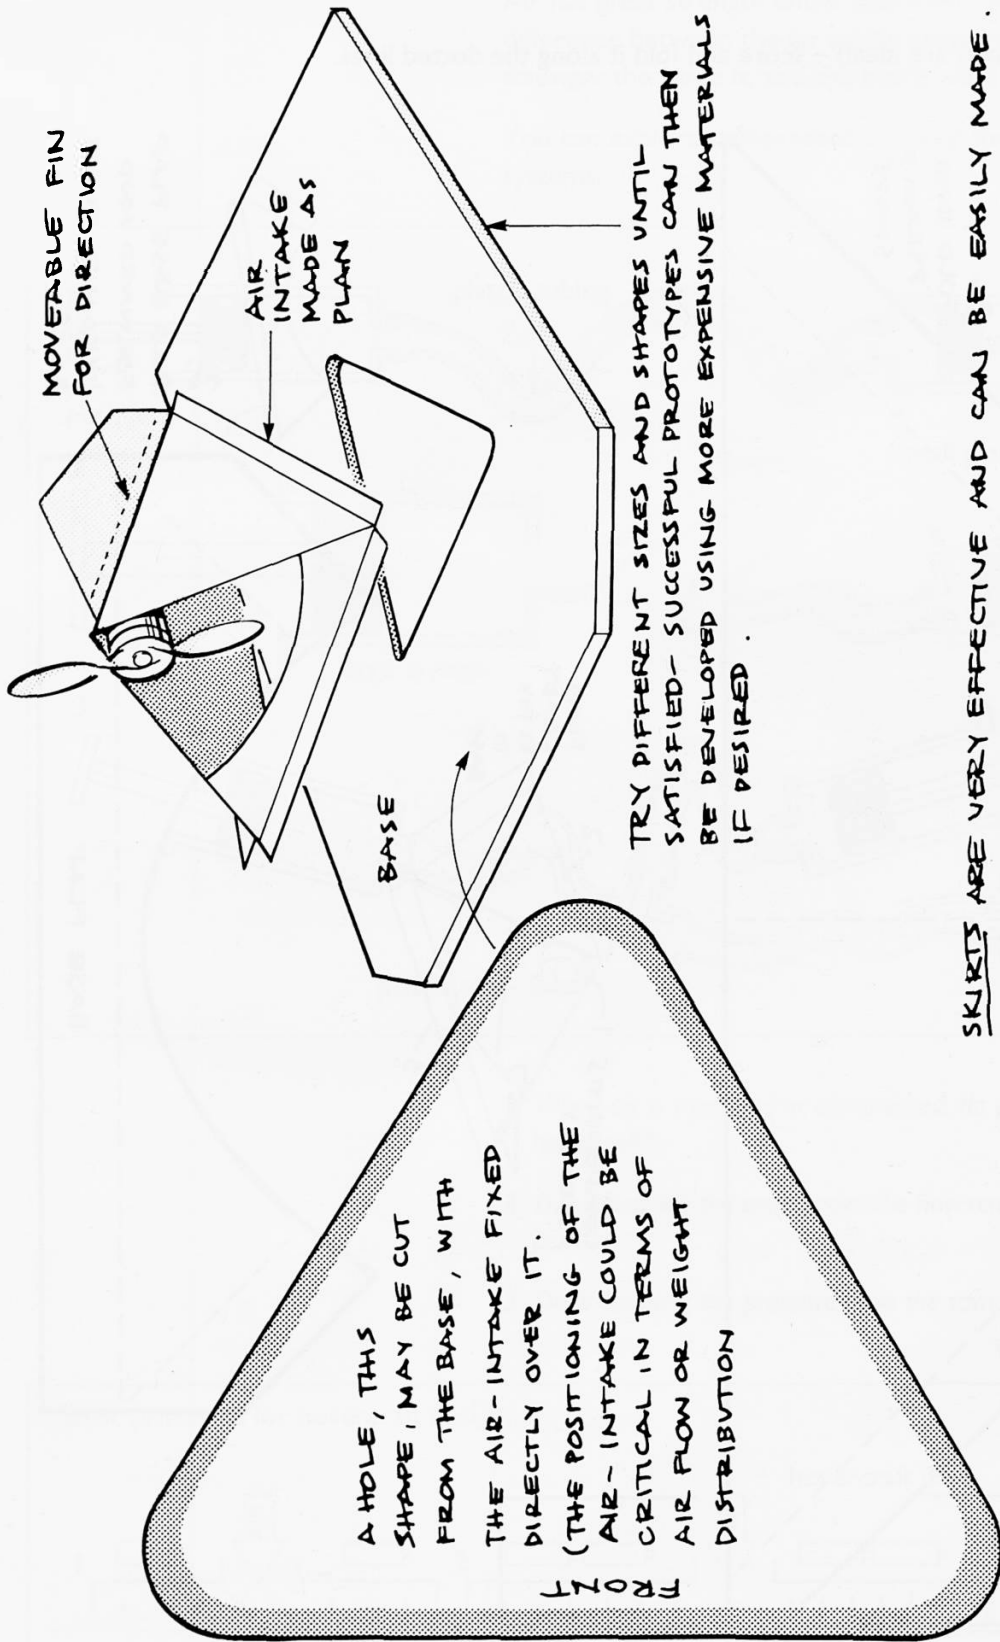 MOVEABLE FIN
FOR DIRECTION
AIR
INTAKE
MADE AS
PLAN
BASE
TRY DIFFERENT SIZES AND SHAPES UNTIL
SATISFIED- SUCCESSFUL PROTOTYPES CAN THEN
BE DEVELOPED USING MORE EXPENSIVE MATERIALS
IF DESIRED.
A HOLE, THIS
SHAPE, MAY BE CUT
FROM THE BASE, WITH
THE AIR-INTAKE FIXED
DIRECTLY OVER IT.
(THE POSITIONING OF THE
AIR-INTAKE COULD BE
CRITICAL IN TERMS OF
AIR FLOW OR WEIGHT
DISTRIBUTION
FRONT
SKIRTS ARE VERY EFFECTIVE AND CAN BE EASILY MADE.